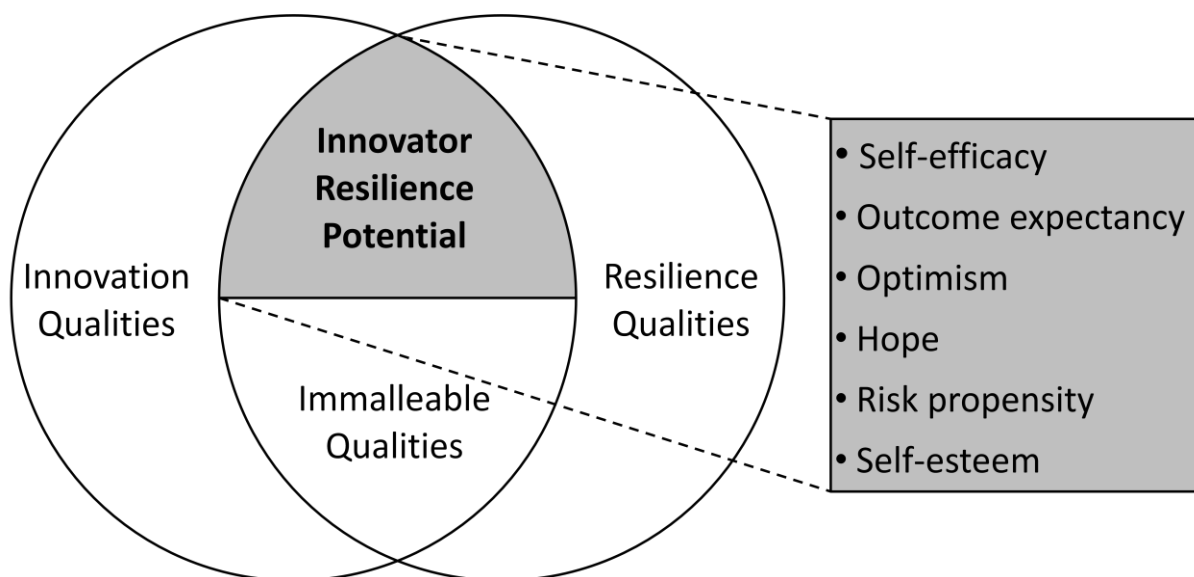 Innovator
Resilience
Potential
Innovation
Qualities
Resilience
Qualities
Immalleable
Qualities
• Self-efficacy
• Outcome expectancy
• Optimism
• Hope
• Risk propensity
• Self-esteem